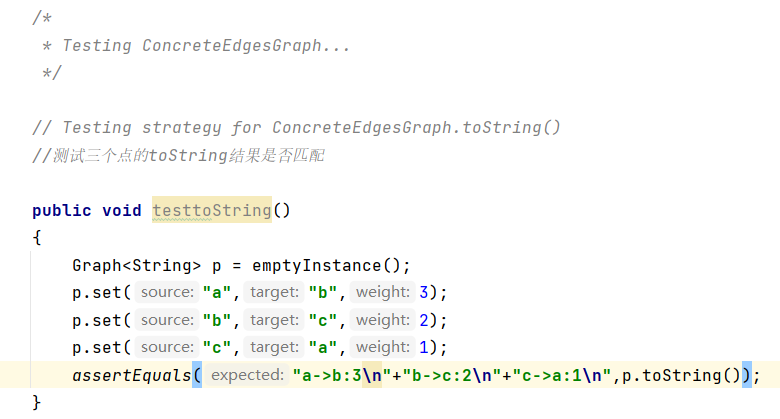 /*
* Testing ConcreteEdgesGraph...
*/
// Testing strategy for ConcreteEdgesGraph.toString()
//测试三个点的toString结果是否匹配
public void testtoString()
{
Graph<String> p = emptyInstance();
p.set( source: "a", target: "b", weight: 3);
p.set( source: "b", target: "c", weight: 2);
p.set( source: "c", target: "a", weight: 1);
assertEquals( expected: "a->b:3\n"+"b->c:2\n"+"c->a:1\n",p.toString());
}